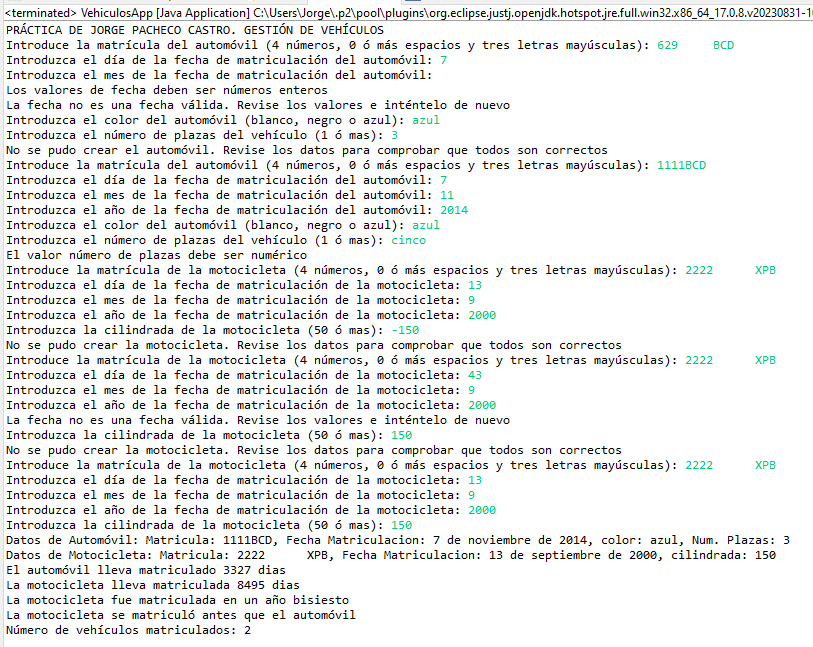 <terminated> VehiculosApp [Java Application] C:\Users\Jorge\.p2\pool\plugins\org.eclipse.justj.openjdk.hotspot.jre.full.win32.x86_64_17.0.8.v20230831-1
PRÁCTICA DE JORGE PACHECO CASTRO. GESTIÓN DE VEHÍCULOS
Introduce la matrícula del automóvil (4 números, 0 ó más espacios y tres letras mayúsculas): 629     BCD
Introduzca el día de la fecha de matriculación del automóvil: 7
Introduzca el mes de la fecha de matriculación del automóvil:
Los valores de fecha deben ser números enteros
La fecha no es una fecha válida. Revise los valores e inténtelo de nuevo
Introduzca el color del automóvil (blanco, negro o azul): azul
Introduzca el número de plazas del vehículo (1 ó mas): 3
No se pudo crear el automóvil. Revise los datos para comprobar que todos son correctos
Introduce la matrícula del automóvil (4 números, 0 ó más espacios y tres letras mayúsculas): 1111BCD
Introduzca el día de la fecha de matriculación del automóvil: 7
Introduzca el mes de la fecha de matriculación del automóvil: 11
Introduzca el año de la fecha de matriculación del automóvil: 2014
Introduzca el color del automóvil (blanco, negro o azul): azul
Introduzca el número de plazas del vehículo (1 ó mas): cinco
El valor número de plazas debe ser numérico
Introduce la matrícula de la motocicleta (4 números, 0 ó más espacios y tres letras mayúsculas): 2222      XPB
Introduzca el día de la fecha de matriculación de la motocicleta: 13
Introduzca el mes de la fecha de matriculación de la motocicleta: 9
Introduzca el año de la fecha de matriculación de la motocicleta: 2000
Introduzca la cilindrada de la motocicleta (50 ó mas): -150
No se pudo crear la motocicleta. Revise los datos para comprobar que todos son correctos
Introduce la matrícula de la motocicleta (4 números, 0 ó más espacios y tres letras mayúsculas): 2222      XPB
Introduzca el día de la fecha de matriculación de la motocicleta: 43
Introduzca el mes de la fecha de matriculación de la motocicleta: 9
Introduzca el año de la fecha de matriculación de la motocicleta: 2000
La fecha no es una fecha válida. Revise los valores e inténtelo de nuevo
Introduzca la cilindrada de la motocicleta (50 ó mas): 150
No se pudo crear la motocicleta. Revise los datos para comprobar que todos son correctos
Introduce la matrícula de la motocicleta (4 números, 0 ó más espacios y tres letras mayúsculas): 2222      XPB
Introduzca el día de la fecha de matriculación de la motocicleta: 13
Introduzca el mes de la fecha de matriculación de la motocicleta: 9
Introduzca el año de la fecha de matriculación de la motocicleta: 2000
Introduzca la cilindrada de la motocicleta (50 ó mas): 150
Datos de Automóvil: Matricula: 1111BCD, Fecha Matriculacion: 7 de noviembre de 2014, color: azul, Num. Plazas: 3
Datos de Motocicleta: Matricula: 2222      XPB, Fecha Matriculacion: 13 de septiembre de 2000, cilindrada: 150
El automóvil lleva matriculado 3327 dias
La motocicleta lleva matriculada 8495 dias
La motocicleta fue matriculada en un año bisiesto
La motocicleta se matriculó antes que el automóvil
Número de vehículos matriculados: 2